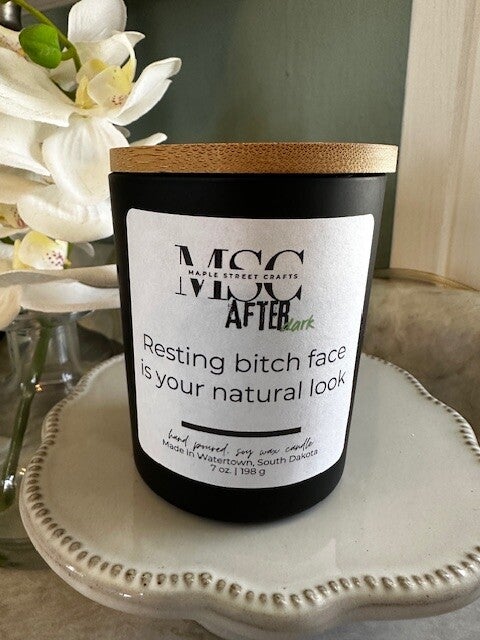 MSC
MAPLE STREET CRAFTS
AFTER dark
Resting bitch face
is your natural look
hand poured, soy wax candle
Made in Watertown, South Dakota
7 oz. | 198 g